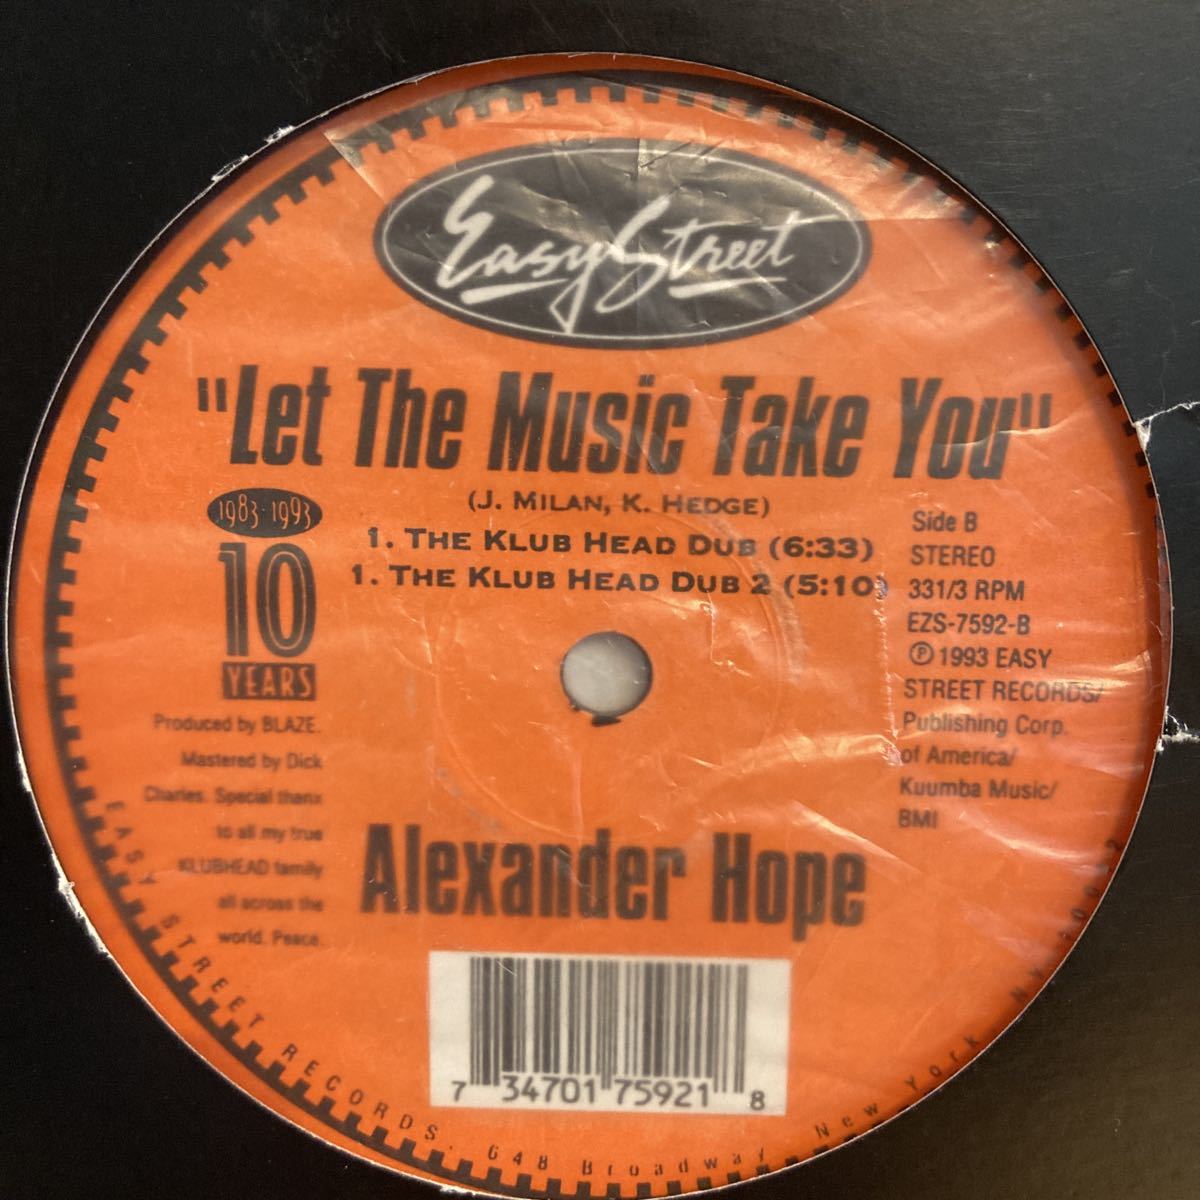 Easy Street
"Let The Music Take You"
(J. Milan, K. Hedge)
1. The Klub Head Dub (6:33)
1. The Klub Head Dub 2 (5:10)
1983-1993
10
YEARS
Produced by BLAZE.
Mastered by Dick
Charles. Special thanx
to all my true
KLUBHEAD family
all across the
world. Peace.
Side B
STEREO
331/3 RPM
EZS-7592-B
℗ 1993 EASY
STREET RECORDS/
Publishing Corp.
of America/
Kuumba Music/
BMI
Alexander Hope
7 34701 75921 8
EASY STREET RECORDS. 648 Broadway New York